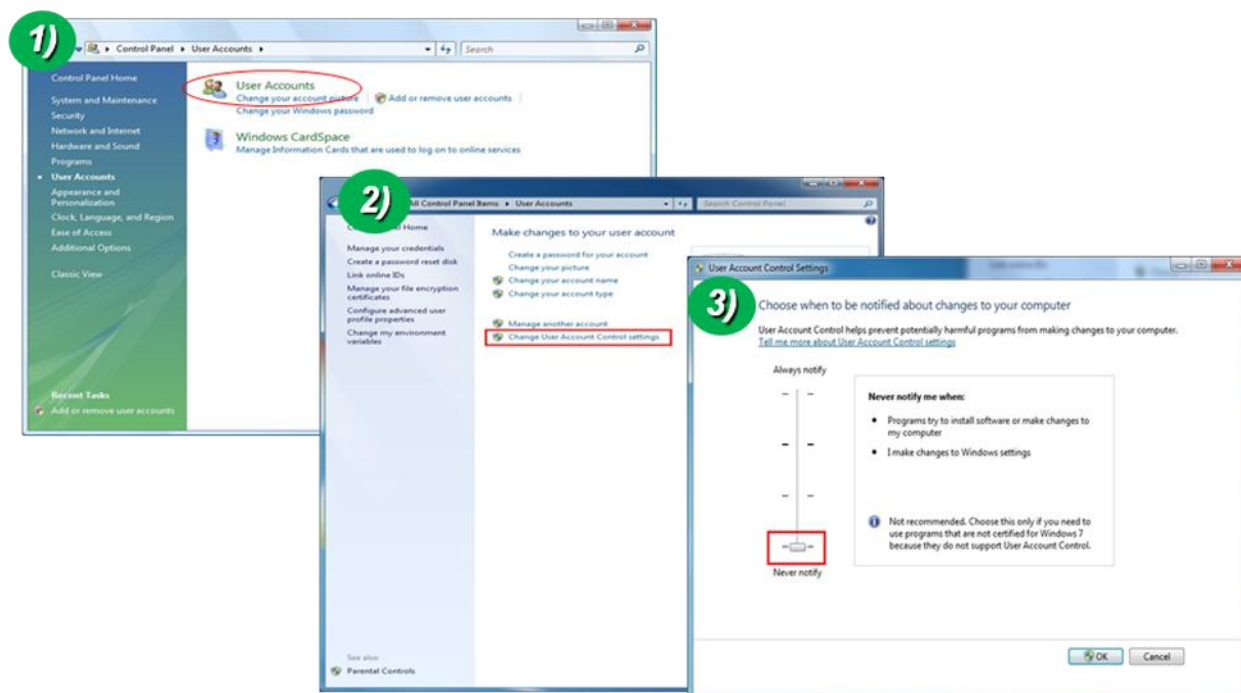 1)
Control Panel ▸ User Accounts ▸
Search
Control Panel Home
System and Maintenance
Security
Network and Internet
Hardware and Sound
Programs
User Accounts
Appearance and
Personalization
Clock, Language, and Region
Ease of Access
Additional Options
Classic View
Recent Tasks
Add or remove user accounts
User Accounts
Change your account picture
Add or remove user accounts
Change your Windows password
Windows CardSpace
Manage Information Cards that are used to log on to online services
2)
All Control Panel Items ▸ User Accounts
Search Control Panel
Home
Manage your credentials
Create a password reset disk
Link online IDs
Manage your file encryption
certificates
Configure advanced user
profile properties
Change my environment
variables
See also
Parental Controls
Make changes to your user account
Create a password for your account
Change your picture
Change your account name
Change your account type
Manage another account
Change User Account Control settings
3)
User Account Control Settings
Choose when to be notified about changes to your computer
User Account Control helps prevent potentially harmful programs from making changes to your computer.
Tell me more about User Account Control settings
Always notify
Never notify
Never notify me when:
• Programs try to install software or make changes to
my computer
• I make changes to Windows settings
Not recommended. Choose this only if you need to
use programs that are not certified for Windows 7
because they do not support User Account Control.
OK
Cancel